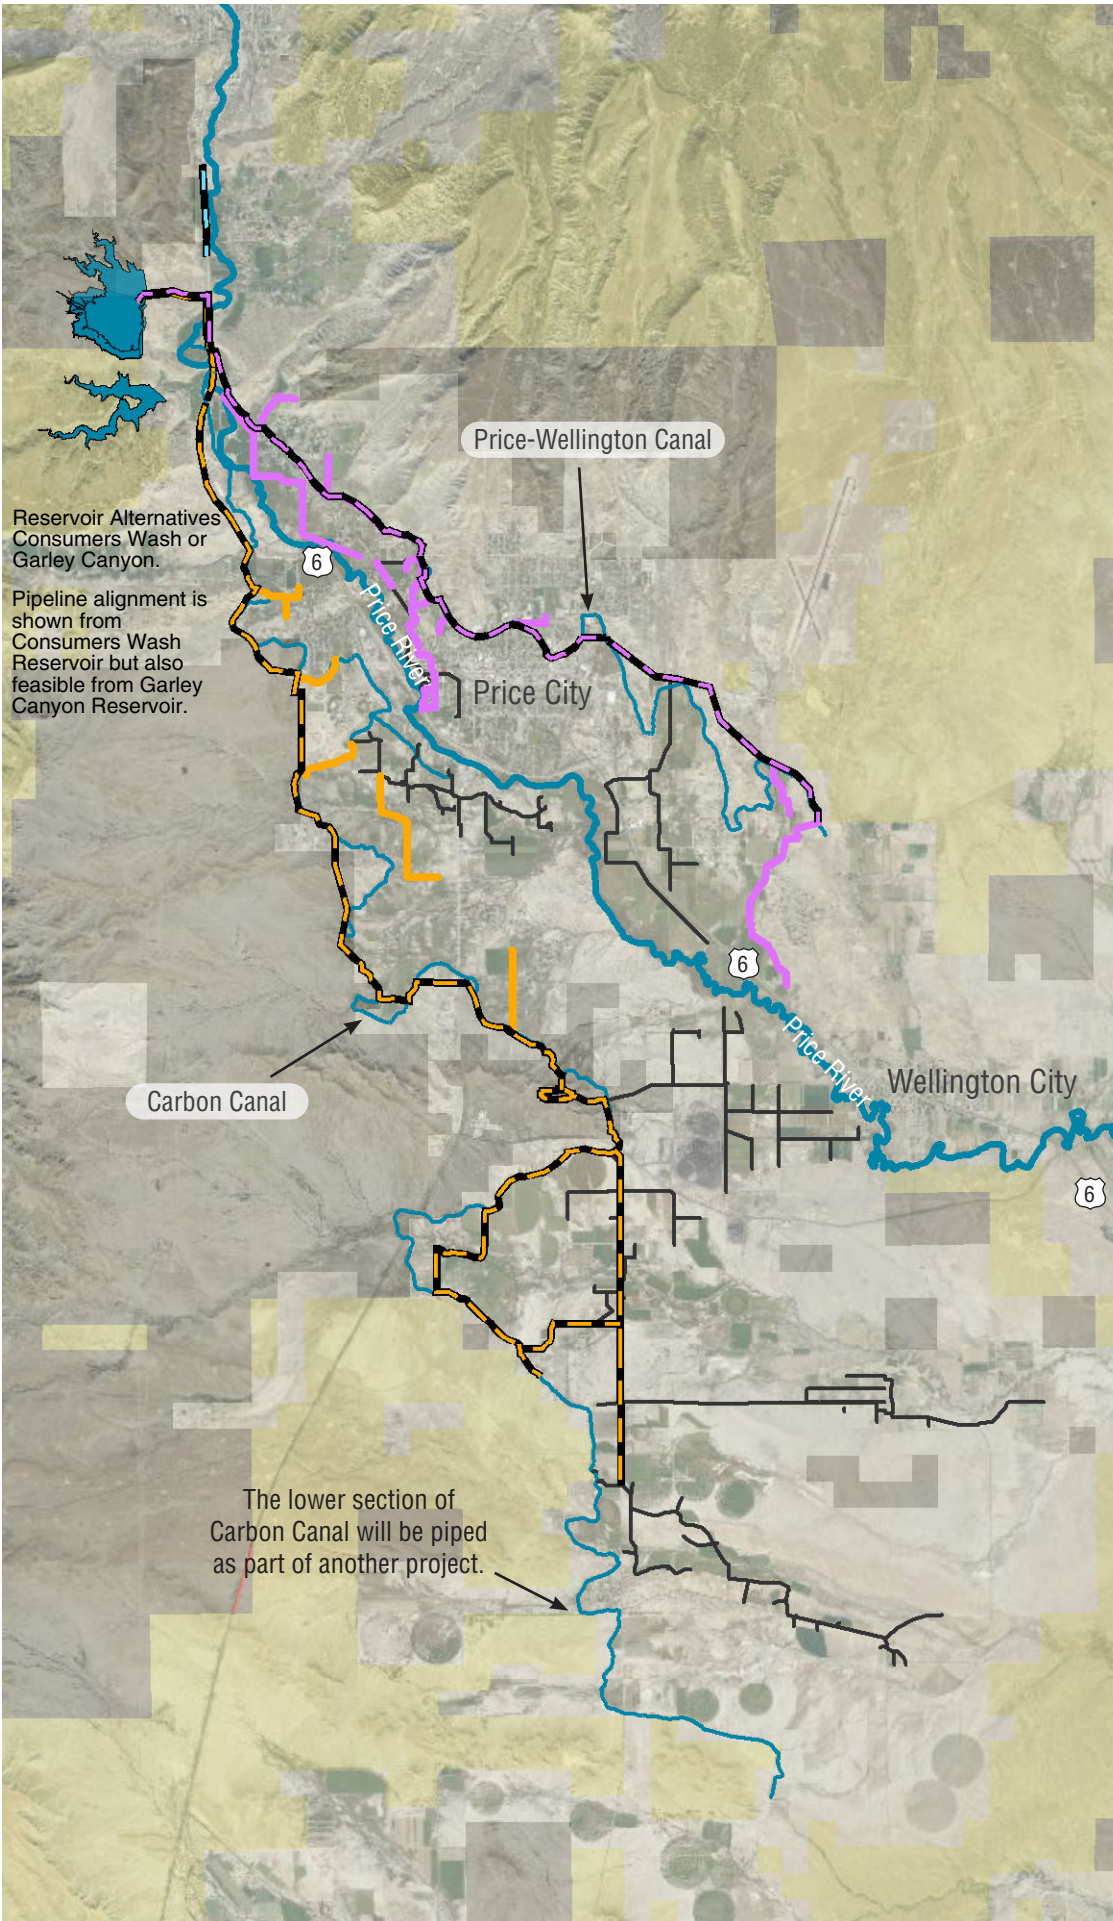 Price-Wellington Canal
Reservoir Alternatives
Consumers Wash or
Garley Canyon.
6
Pipeline alignment is
shown from
Consumers Wash
Reservoir but also
feasible from Garley
Canyon Reservoir.
Price River
Price City
6
Price River
Wellington City
Carbon Canal
6
The lower section of
Carbon Canal will be piped
as part of another project.